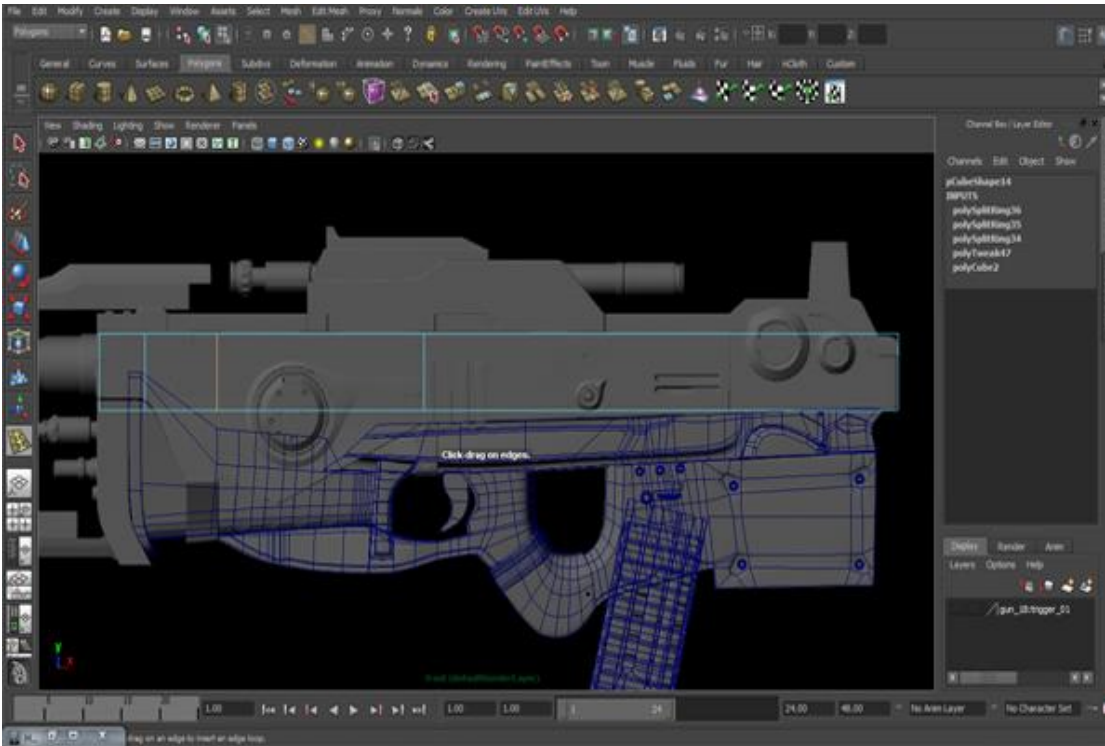 File Edit Modify Create Display Window Assets Select Mesh Edit Mesh Proxy Normals Color Create UVs Edit UVs Help
Polygons
General Curves Surfaces Polygons Subdivs Deformation Animation Dynamics Rendering PaintEffects Toon Muscle Fluids Fur Hair nCloth Custom
View Shading Lighting Show Renderer Panels
Channel Box / Layer Editor
Channels Edit Object Show
pCubeShape14
INPUTS
polySplitRing36
polySplitRing35
polySplitRing34
polyTweak47
polyCube2
Click-drag on edges.
Display Render Anim
Layers Options Help
gun_18:trigger_01
front (defaultRenderLayer)
1.00 1.00 1.00 1 24 24.00 48.00 No Anim Layer No Character Set
drag on an edge to insert an edge loop.